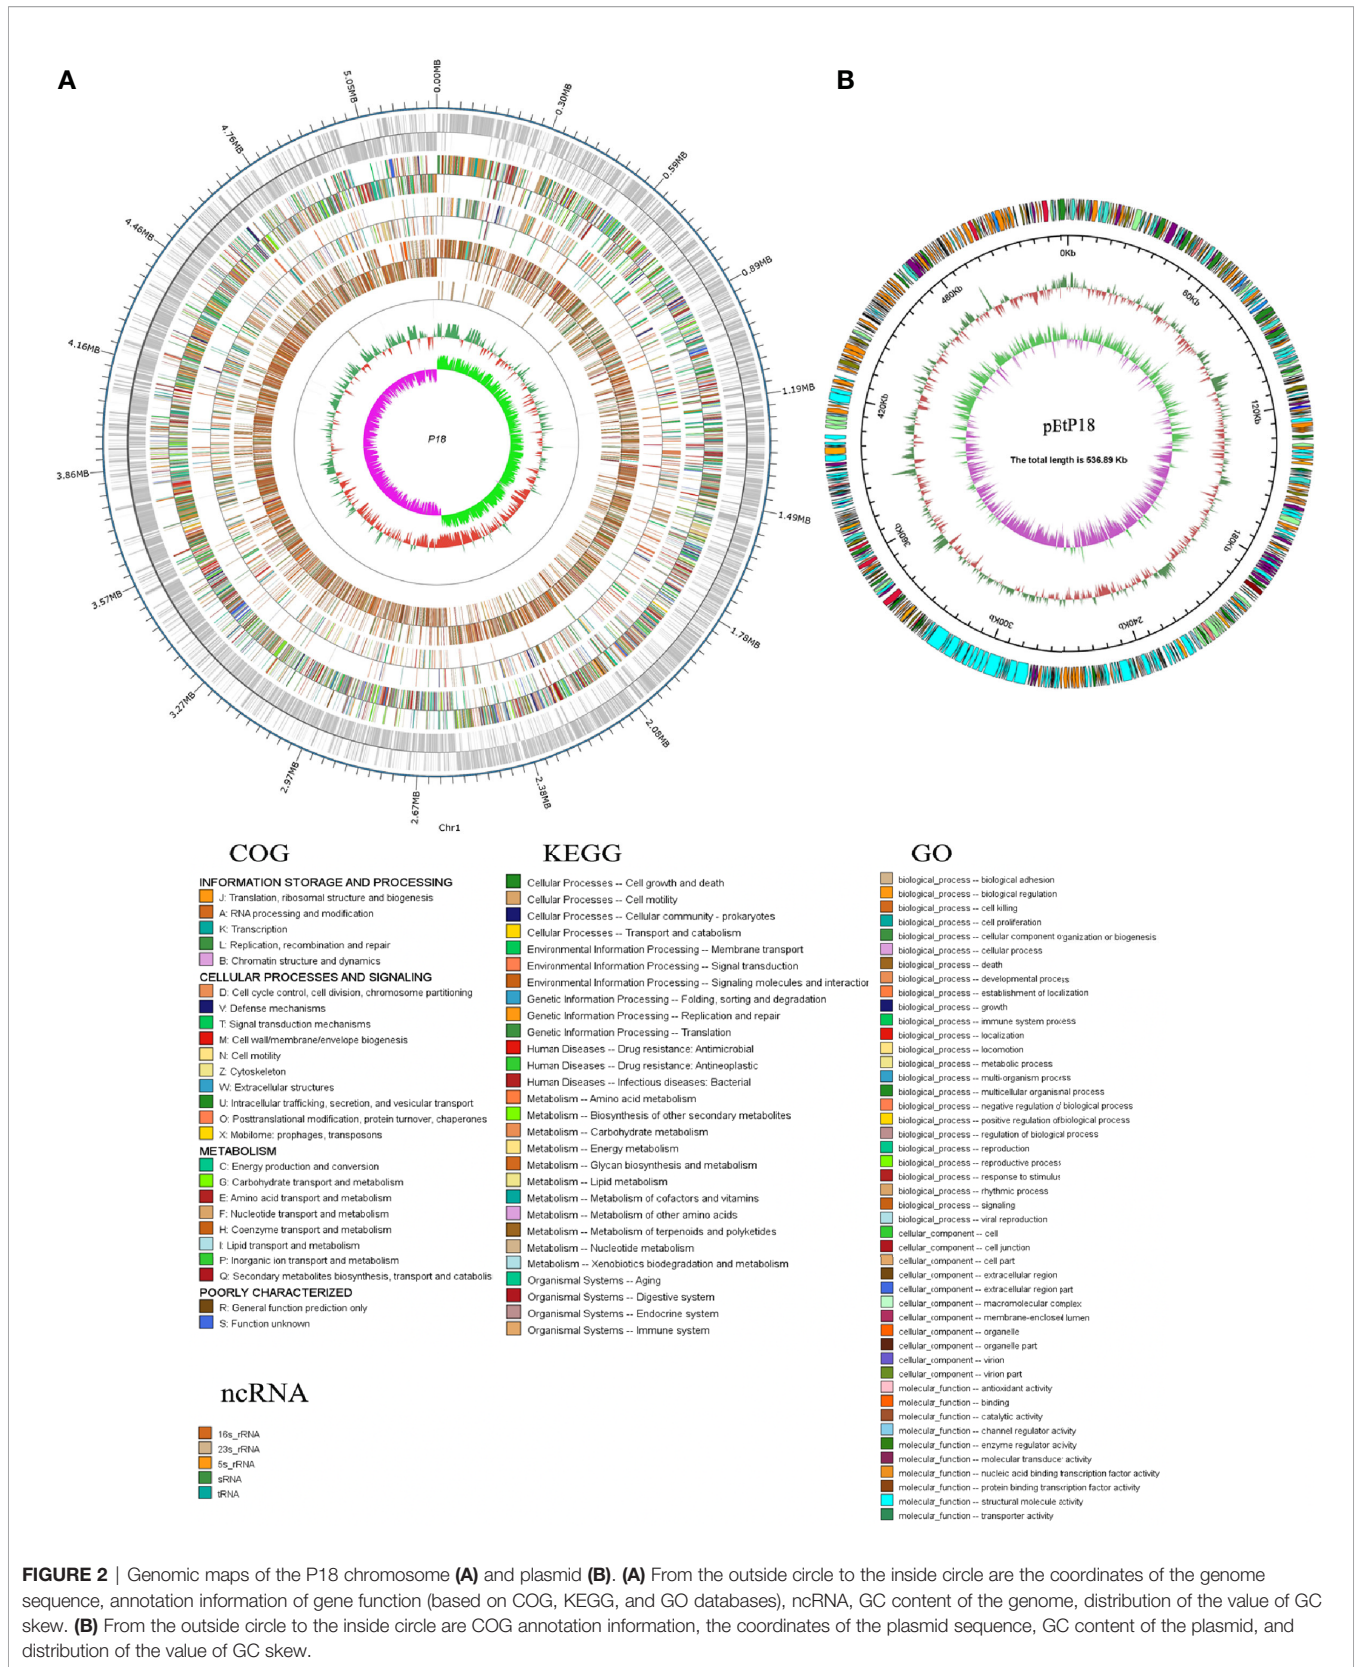 A
B
0.00MB
0.30MB
0.59MB
0.89MB
1.19MB
1.49MB
1.78MB
2.08MB
2.38MB
2.67MB
2.97MB
3.27MB
3.57MB
3.86MB
4.16MB
4.46MB
4.76MB
5.05MB
P18
Chr1
0Kb
60Kb
120Kb
180Kb
240Kb
300Kb
360Kb
420Kb
480Kb
pBtP18
The total length is 536.89 Kb
COG
INFORMATION STORAGE AND PROCESSING
J: Translation, ribosomal structure and biogenesis
A: RNA processing and modification
K: Transcription
L: Replication, recombination and repair
B: Chromatin structure and dynamics
CELLULAR PROCESSES AND SIGNALING
D: Cell cycle control, cell division, chromosome partitioning
V: Defense mechanisms
T: Signal transduction mechanisms
M: Cell wall/membrane/envelope biogenesis
N: Cell motility
Z: Cytoskeleton
W: Extracellular structures
U: Intracellular trafficking, secretion, and vesicular transport
O: Posttranslational modification, protein turnover, chaperones
X: Mobilome: prophages, transposons
METABOLISM
C: Energy production and conversion
G: Carbohydrate transport and metabolism
E: Amino acid transport and metabolism
F: Nucleotide transport and metabolism
H: Coenzyme transport and metabolism
I: Lipid transport and metabolism
P: Inorganic ion transport and metabolism
Q: Secondary metabolites biosynthesis, transport and catabolis
POORLY CHARACTERIZED
R: General function prediction only
S: Function unknown
ncRNA
16s_rRNA
23s_rRNA
5s_rRNA
sRNA
tRNA
KEGG
Cellular Processes -- Cell growth and death
Cellular Processes -- Cell motility
Cellular Processes -- Cellular community - prokaryotes
Cellular Processes -- Transport and catabolism
Environmental Information Processing -- Membrane transport
Environmental Information Processing -- Signal transduction
Environmental Information Processing -- Signaling molecules and interaction
Genetic Information Processing -- Folding, sorting and degradation
Genetic Information Processing -- Replication and repair
Genetic Information Processing -- Translation
Human Diseases -- Drug resistance: Antimicrobial
Human Diseases -- Drug resistance: Antineoplastic
Human Diseases -- Infectious diseases: Bacterial
Metabolism -- Amino acid metabolism
Metabolism -- Biosynthesis of other secondary metabolites
Metabolism -- Carbohydrate metabolism
Metabolism -- Energy metabolism
Metabolism -- Glycan biosynthesis and metabolism
Metabolism -- Lipid metabolism
Metabolism -- Metabolism of cofactors and vitamins
Metabolism -- Metabolism of other amino acids
Metabolism -- Metabolism of terpenoids and polyketides
Metabolism -- Nucleotide metabolism
Metabolism -- Xenobiotics biodegradation and metabolism
Organismal Systems -- Aging
Organismal Systems -- Digestive system
Organismal Systems -- Endocrine system
Organismal Systems -- Immune system
GO
biological_process -- biological adhesion
biological_process -- biological regulation
biological_process -- cell killing
biological_process -- cell proliferation
biological_process -- cellular component organization or biogenesis
biological_process -- cellular process
biological_process -- death
biological_process -- developmental process
biological_process -- establishment of localization
biological_process -- growth
biological_process -- immune system process
biological_process -- localization
biological_process -- locomotion
biological_process -- metabolic process
biological_process -- multi-organism process
biological_process -- multicellular organismal process
biological_process -- negative regulation of biological process
biological_process -- positive regulation of biological process
biological_process -- regulation of biological process
biological_process -- reproduction
biological_process -- reproductive process
biological_process -- response to stimulus
biological_process -- rhythmic process
biological_process -- signaling
biological_process -- viral reproduction
cellular_component -- cell
cellular_component -- cell junction
cellular_component -- cell part
cellular_component -- extracellular region
cellular_component -- extracellular region part
cellular_component -- macromolecular complex
cellular_component -- membrane-enclosed lumen
cellular_component -- organelle
cellular_component -- organelle part
cellular_component -- virion
cellular_component -- virion part
molecular_function -- antioxidant activity
molecular_function -- binding
molecular_function -- catalytic activity
molecular_function -- channel regulator activity
molecular_function -- enzyme regulator activity
molecular_function -- molecular transducer activity
molecular_function -- nucleic acid binding transcription factor activity
molecular_function -- protein binding transcription factor activity
molecular_function -- structural molecule activity
molecular_function -- transporter activity
FIGURE 2 | Genomic maps of the P18 chromosome (A) and plasmid (B). (A) From the outside circle to the inside circle are the coordinates of the genome
sequence, annotation information of gene function (based on COG, KEGG, and GO databases), ncRNA, GC content of the genome, distribution of the value of GC
skew. (B) From the outside circle to the inside circle are COG annotation information, the coordinates of the plasmid sequence, GC content of the plasmid, and
distribution of the value of GC skew.